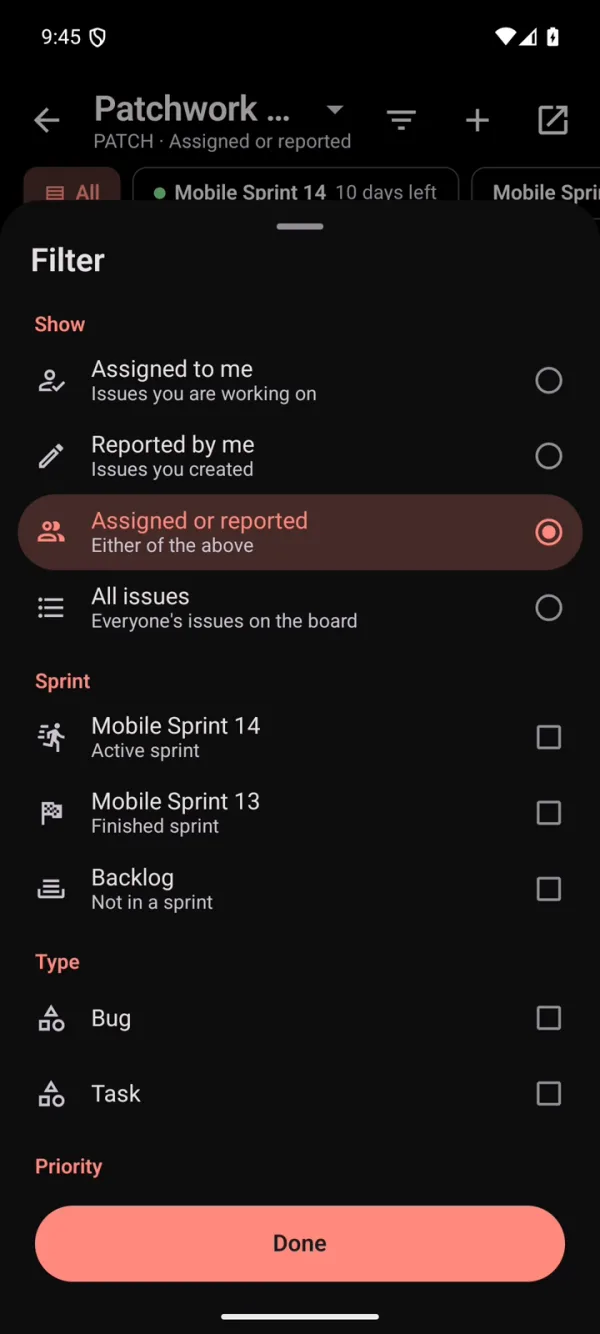 9:45
Patchwork ...
PATCH · Assigned or reported
All
Mobile Sprint 14 10 days left
Mobile Spri
Filter
Show
Assigned to me
Issues you are working on
Reported by me
Issues you created
Assigned or reported
Either of the above
All issues
Everyone's issues on the board
Sprint
Mobile Sprint 14
Active sprint
Mobile Sprint 13
Finished sprint
Backlog
Not in a sprint
Type
Bug
Task
Priority
Done